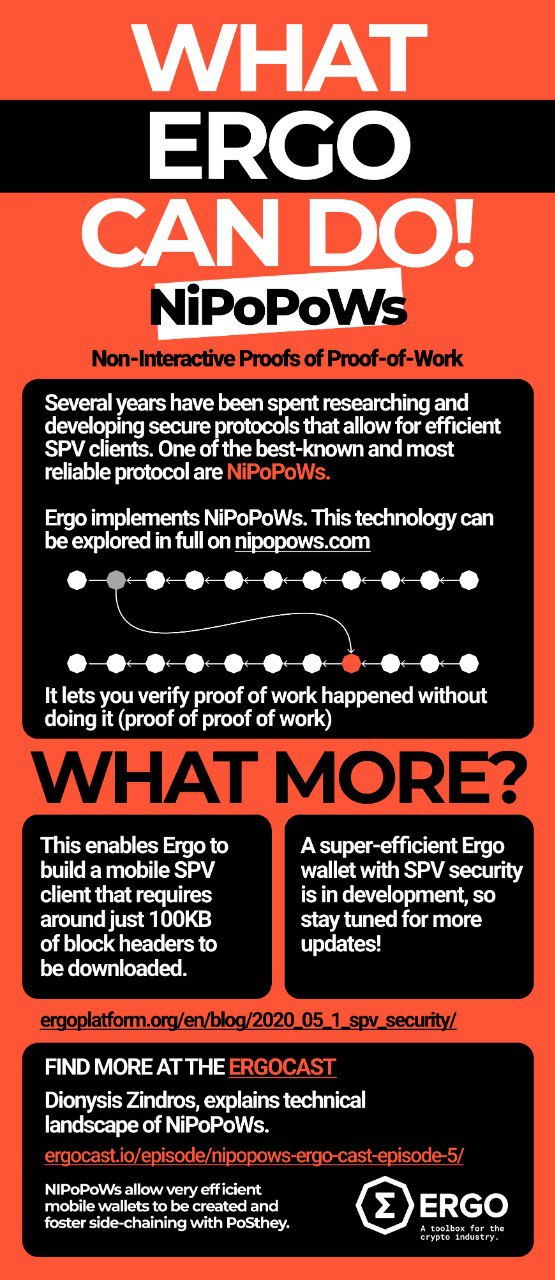 WHAT
ERGO
CAN DO!
NiPoPoWs
Non-Interactive Proofs of Proof-of-Work
Several years have been spent researching and
developing secure protocols that allow for efficient
SPV clients. One of the best-known and most
reliable protocol are NiPoPoWs.
Ergo implements NiPoPoWs. This technology can
be explored in full on nipopows.com
It lets you verify proof of work happened without
doing it (proof of proof of work)
WHAT MORE?
This enables Ergo to
build a mobile SPV
client that requires
around just 100KB
of block headers to
be downloaded.
A super-efficient Ergo
wallet with SPV security
is in development, so
stay tuned for more
updates!
ergoplatform.org/en/blog/2020_05_1_spv_security/
FIND MORE AT THE ERGOCAST
Dionysis Zindros, explains technical
landscape of NiPoPoWs.
ergocast.io/episode/nipopows-ergo-cast-episode-5/
NIPoPoWs allow very efficient
mobile wallets to be created and
foster side-chaining with PoSthey.
Σ ERGO
A toolbox for the
crypto industry.